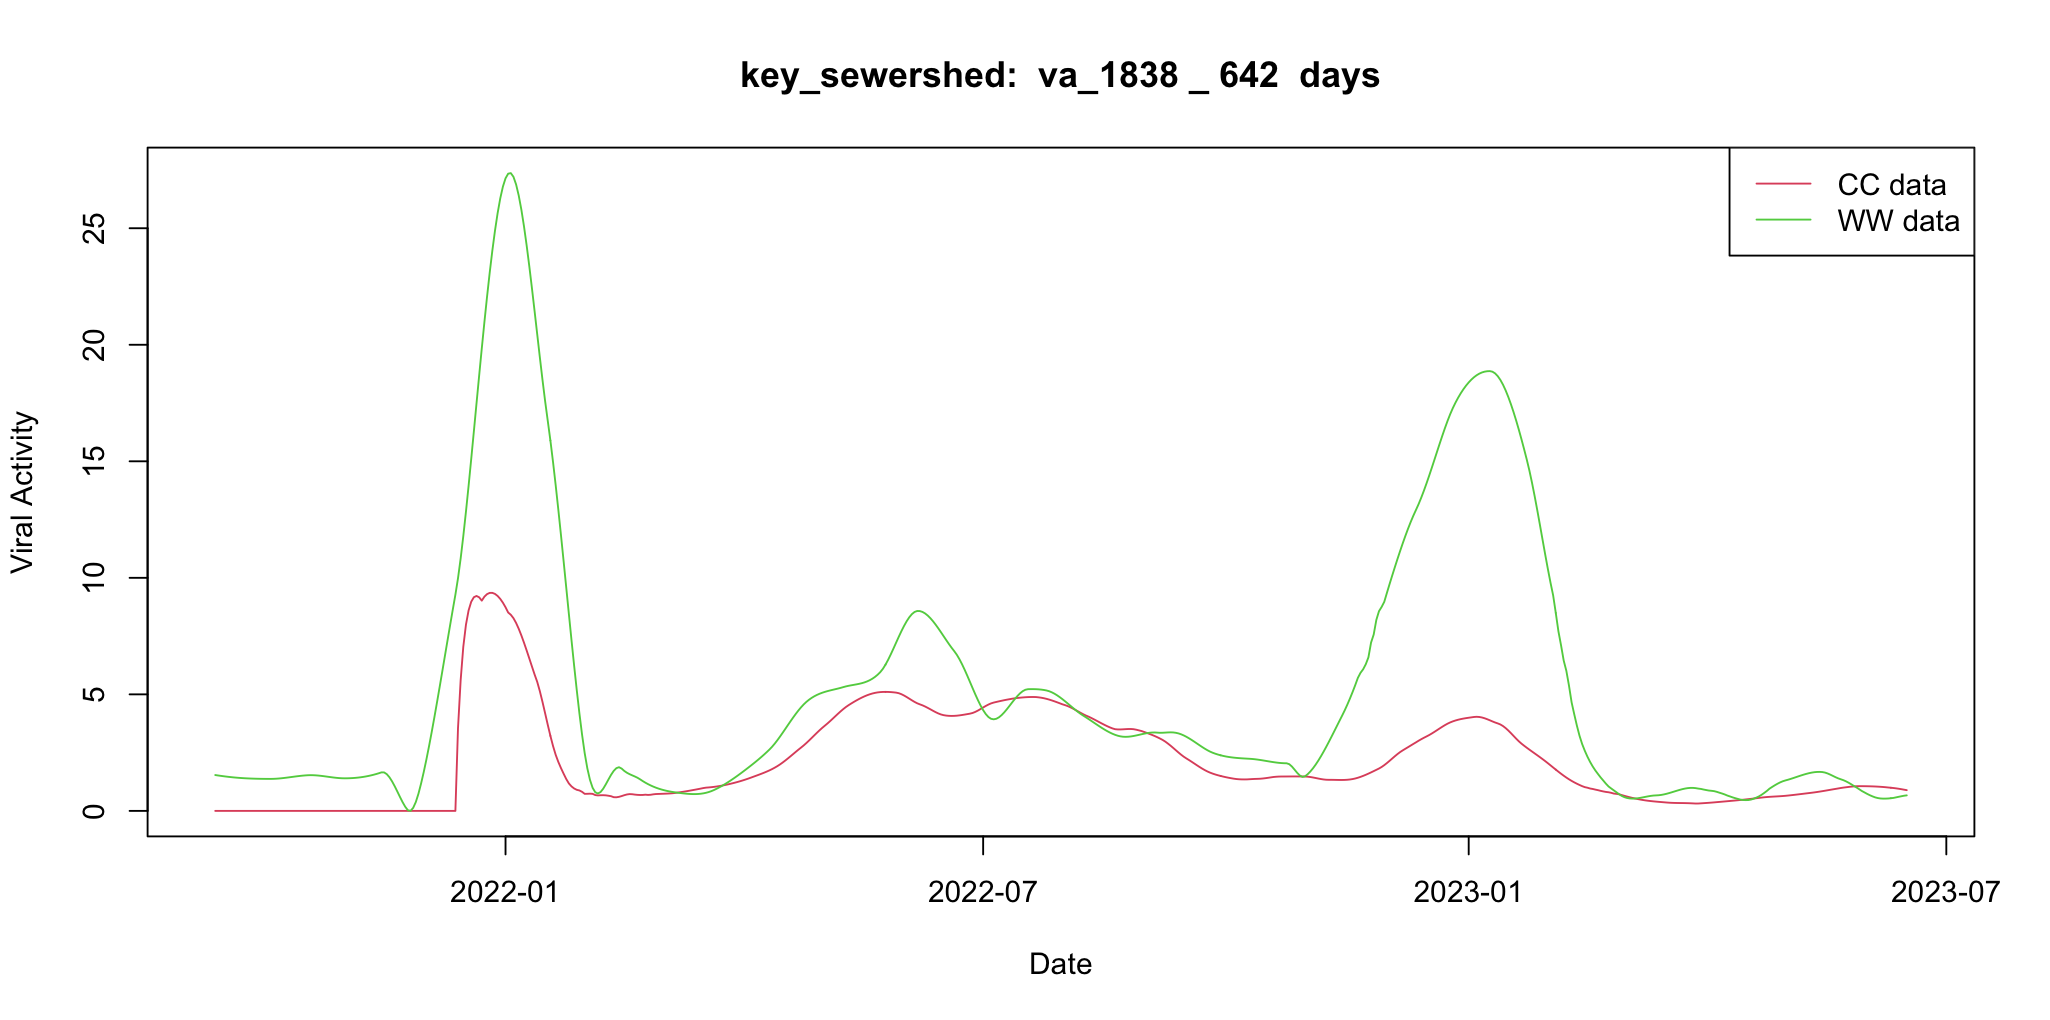 key_sewershed:  va_1838 _ 642  days
CC data
WW data
Viral Activity
25
20
15
10
5
0
2022-01
2022-07
2023-01
2023-07
Date